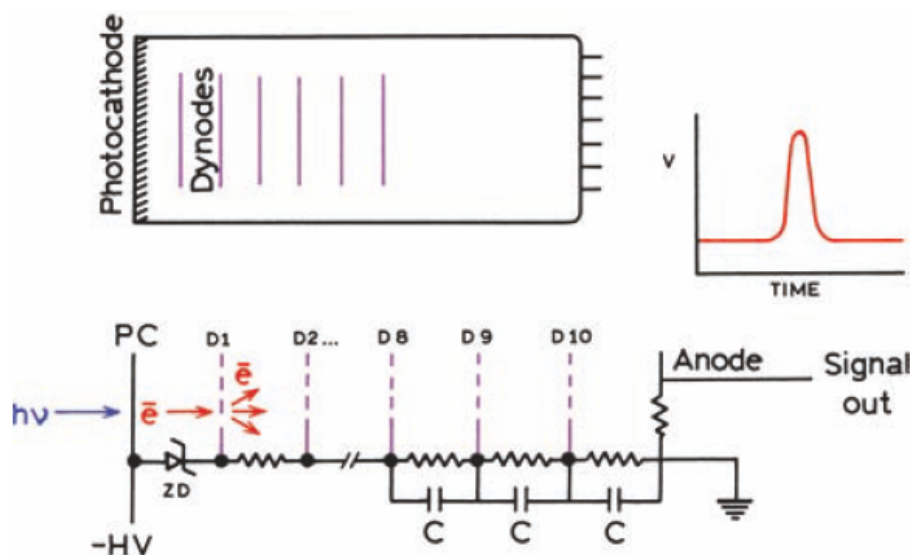 Photocathode
Dynodes
V
TIME
PC
D1
D2...
D8
D9
D10
Anode
Signal
out
hν
ē
ē
ZD
C
C
C
-HV